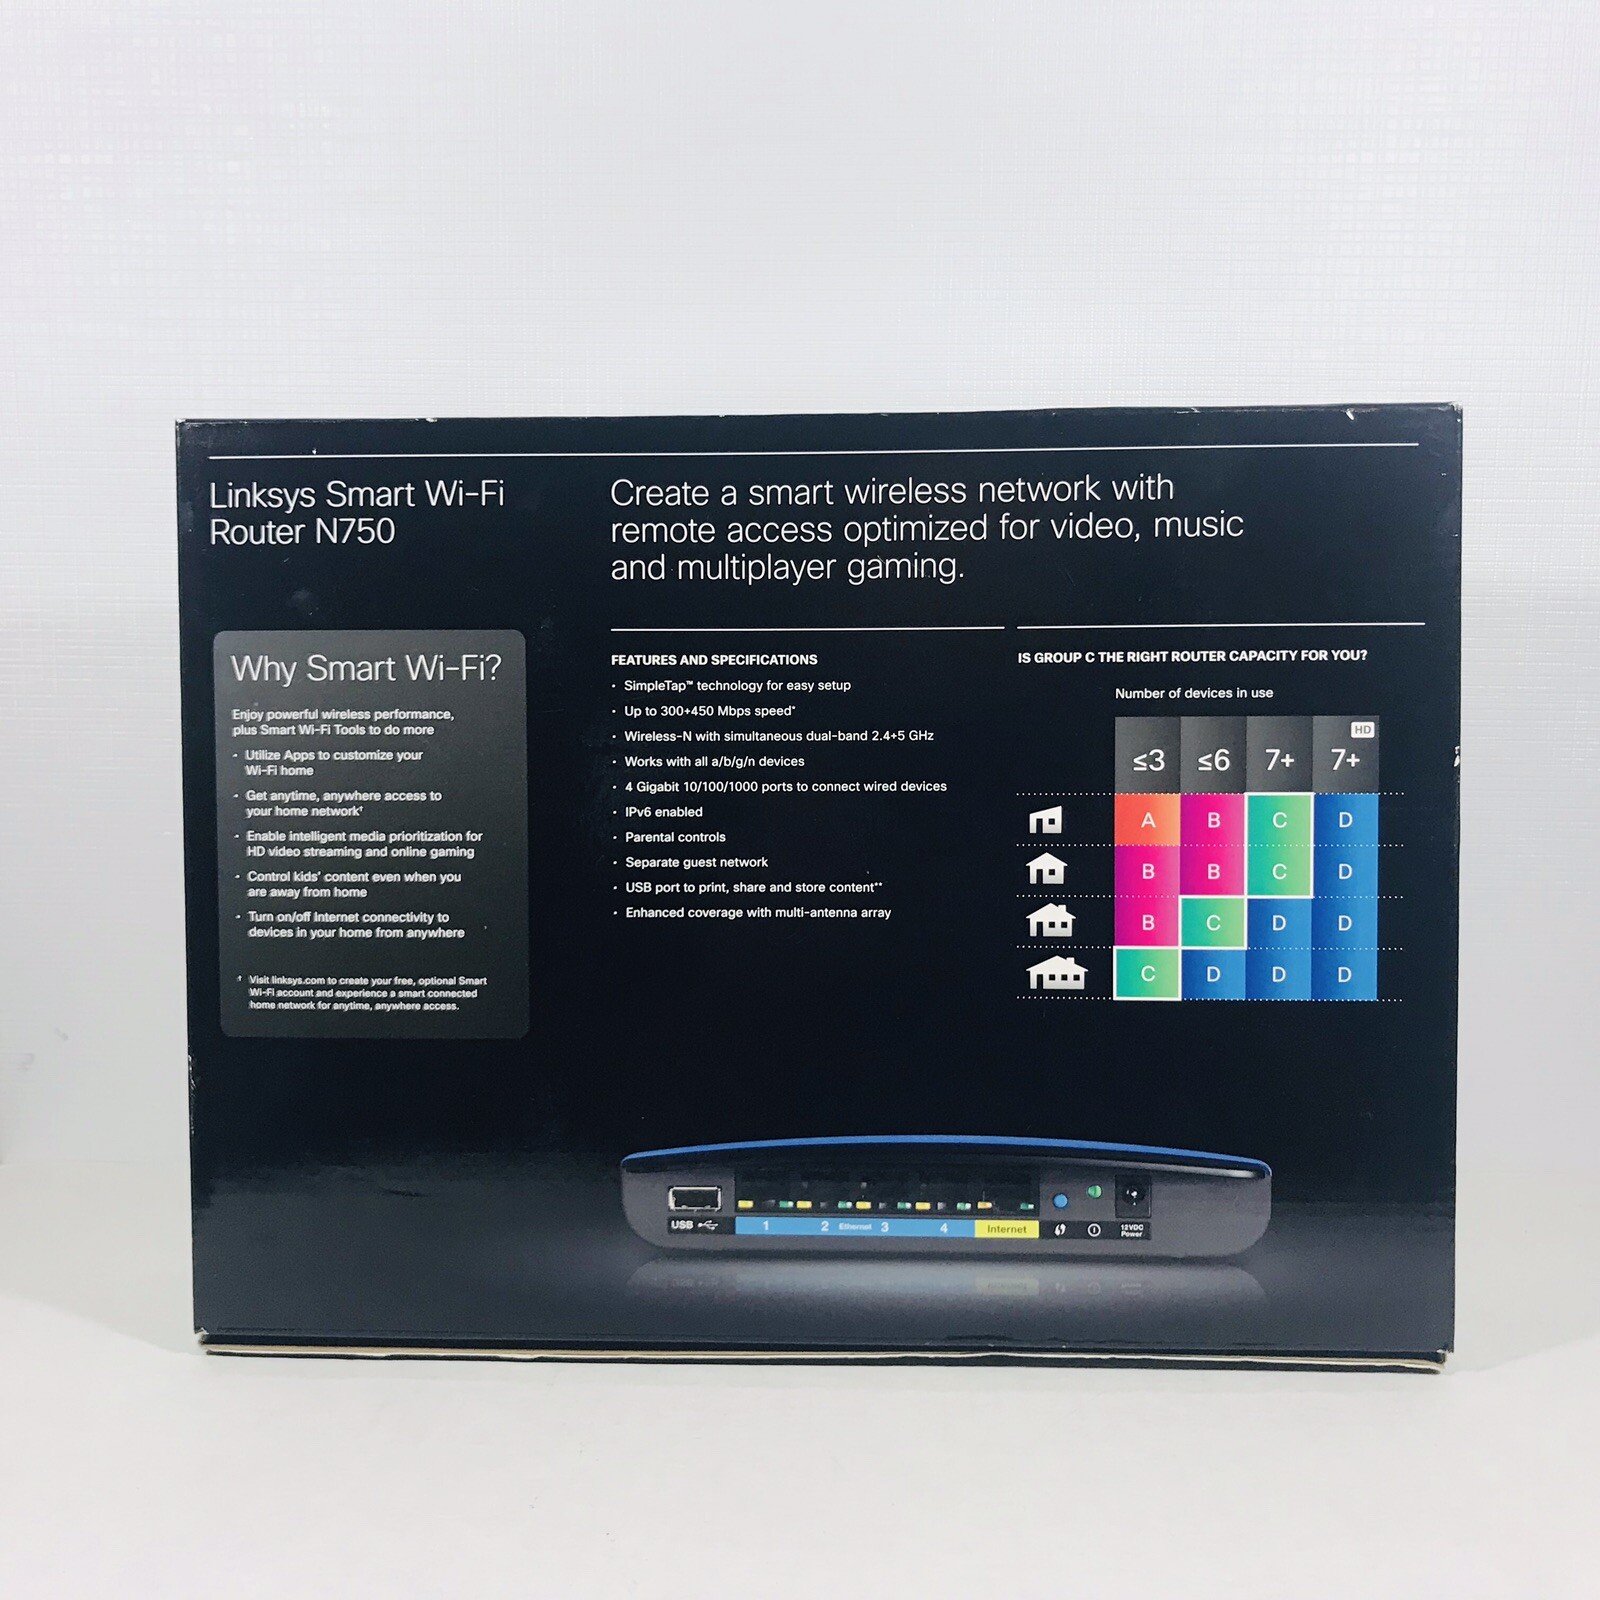 Linksys Smart Wi-Fi
Router N750
Create a smart wireless network with
remote access optimized for video, music
and multiplayer gaming.
Why Smart Wi-Fi?
Enjoy powerful wireless performance,
plus Smart Wi-Fi Tools to do more
• Utilize Apps to customize your
Wi-Fi home
• Get anytime, anywhere access to
your home network†
• Enable intelligent media prioritization for
HD video streaming and online gaming
• Control kids' content even when you
are away from home
• Turn on/off Internet connectivity to
devices in your home from anywhere
† Visit linksys.com to create your free, optional Smart
Wi-Fi account and experience a smart connected
home network for anytime, anywhere access.
FEATURES AND SPECIFICATIONS
• SimpleTap™ technology for easy setup
• Up to 300+450 Mbps speed*
• Wireless-N with simultaneous dual-band 2.4+5 GHz
• Works with all a/b/g/n devices
• 4 Gigabit 10/100/1000 ports to connect wired devices
• IPv6 enabled
• Parental controls
• Separate guest network
• USB port to print, share and store content**
• Enhanced coverage with multi-antenna array
IS GROUP C THE RIGHT ROUTER CAPACITY FOR YOU?
Number of devices in use
HD
≤3 ≤6 7+ 7+
A B C D
B B C D
B C D D
C D D D
USB 1 2 Ethernet 3 4 Internet 12VDC
Power